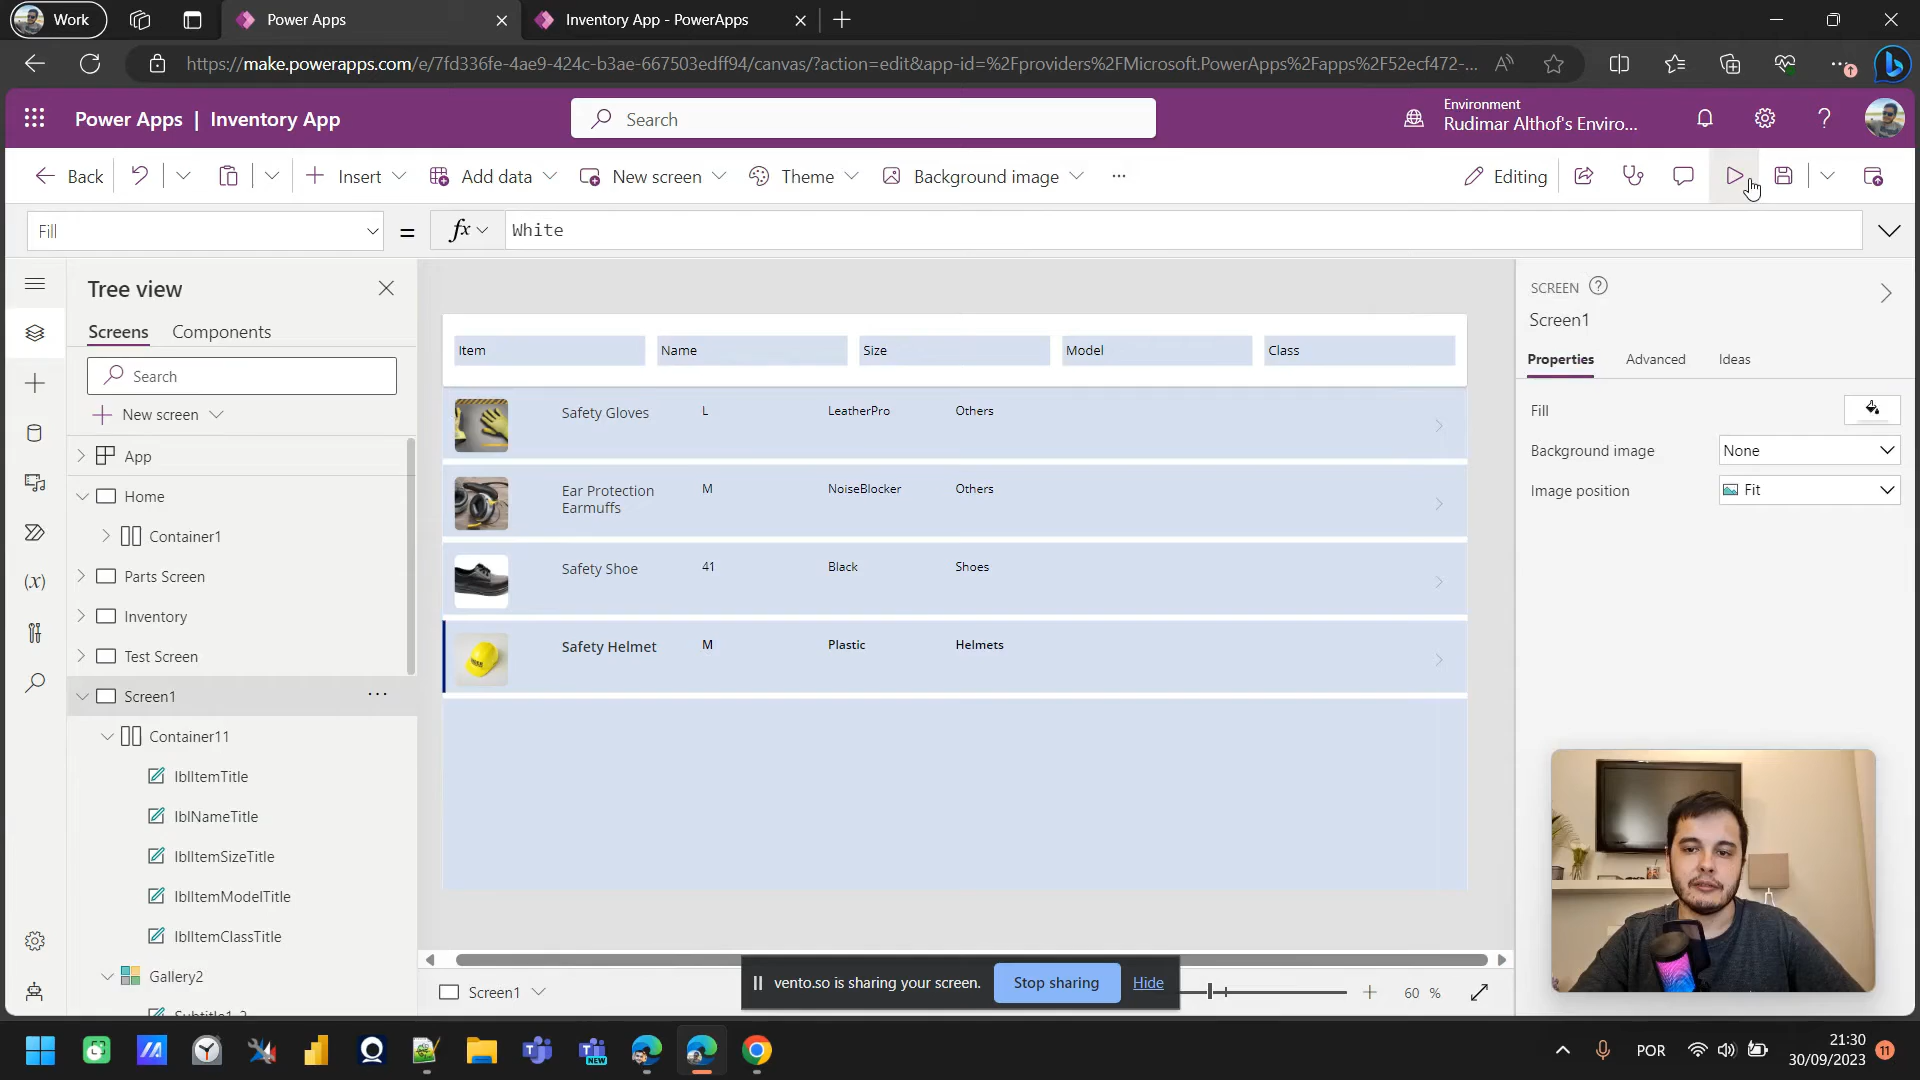 Work
Power Apps
Inventory App - PowerApps
https://make.powerapps.com/e/7fd336fe-4ae9-424c-b3ae-667503edff94/canvas/?action=edit&app-id=%2Fproviders%2FMicrosoft.PowerApps%2Fapps%2F52ecf472-...
Power Apps | Inventory App
Search
Environment
Rudimar Althof's Enviro...
Back
Insert
Add data
New screen
Theme
Background image
...
Editing
Fill
=
fx
White
Tree view
Screens
Components
Search
New screen
App
Home
Container1
Parts Screen
Inventory
Test Screen
Screen1
...
Container11
lblItemTitle
lblNameTitle
lblItemSizeTitle
lblItemModelTitle
lblItemClassTitle
Gallery2
Item
Name
Size
Model
Class
Safety Gloves
L
LeatherPro
Others
Ear Protection
Earmuffs
M
NoiseBlocker
Others
Safety Shoe
41
Black
Shoes
Safety Helmet
M
Plastic
Helmets
SCREEN
Screen1
Properties
Advanced
Ideas
Fill
Background image
None
Image position
Fit
Screen1
vento.so is sharing your screen.
Stop sharing
Hide
60 %
NEW
POR
21:30
30/09/2023
11